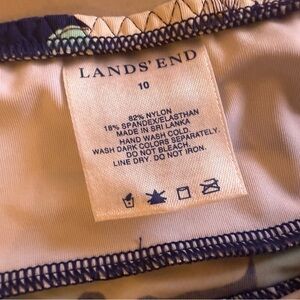 LANDS' END
10
82% NYLON
18% SPANDEX/ELASTHAN
MADE IN SRI LANKA
HAND WASH COLD.
WASH DARK COLORS SEPARATELY.
DO NOT BLEACH.
LINE DRY. DO NOT IRON.